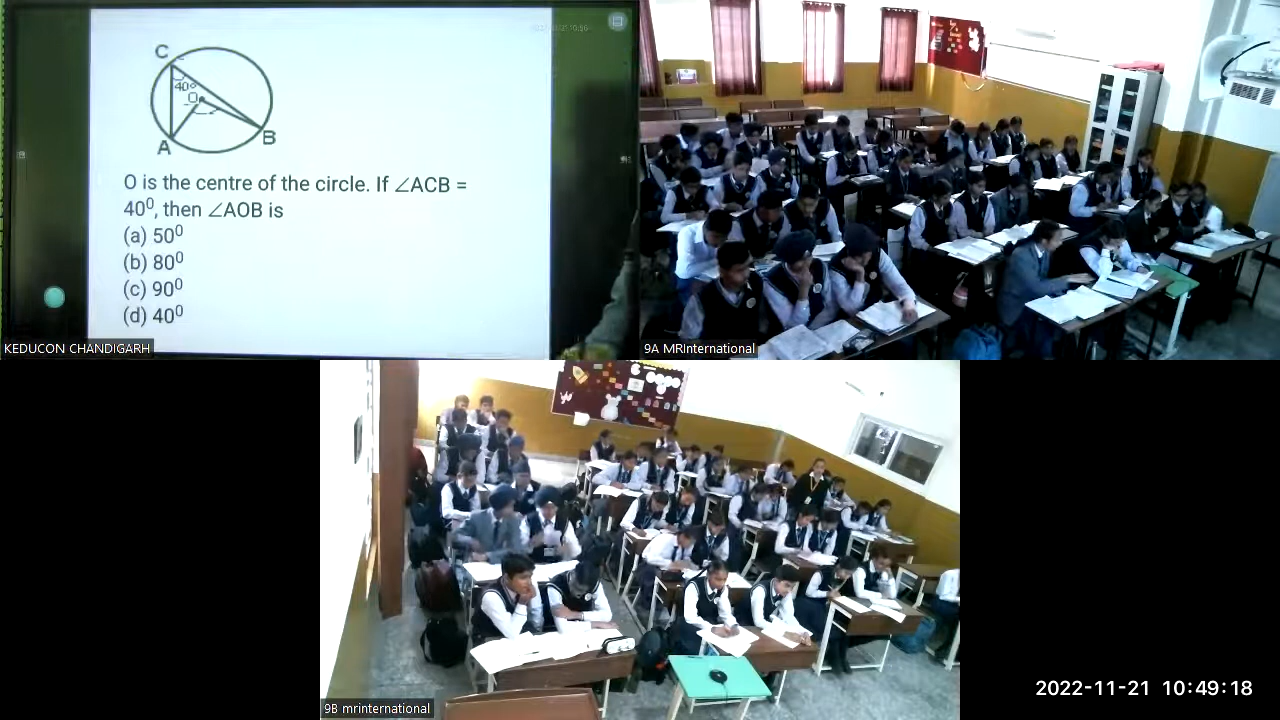 C
40°
O
A
B
O is the centre of the circle. If ∠ACB =
40⁰, then ∠AOB is
(a) 50⁰
(b) 80⁰
(c) 90⁰
(d) 40⁰
KEDUCON CHANDIGARH
9A MRInternational
9B mrinternational
2022-11-21 10:49:18